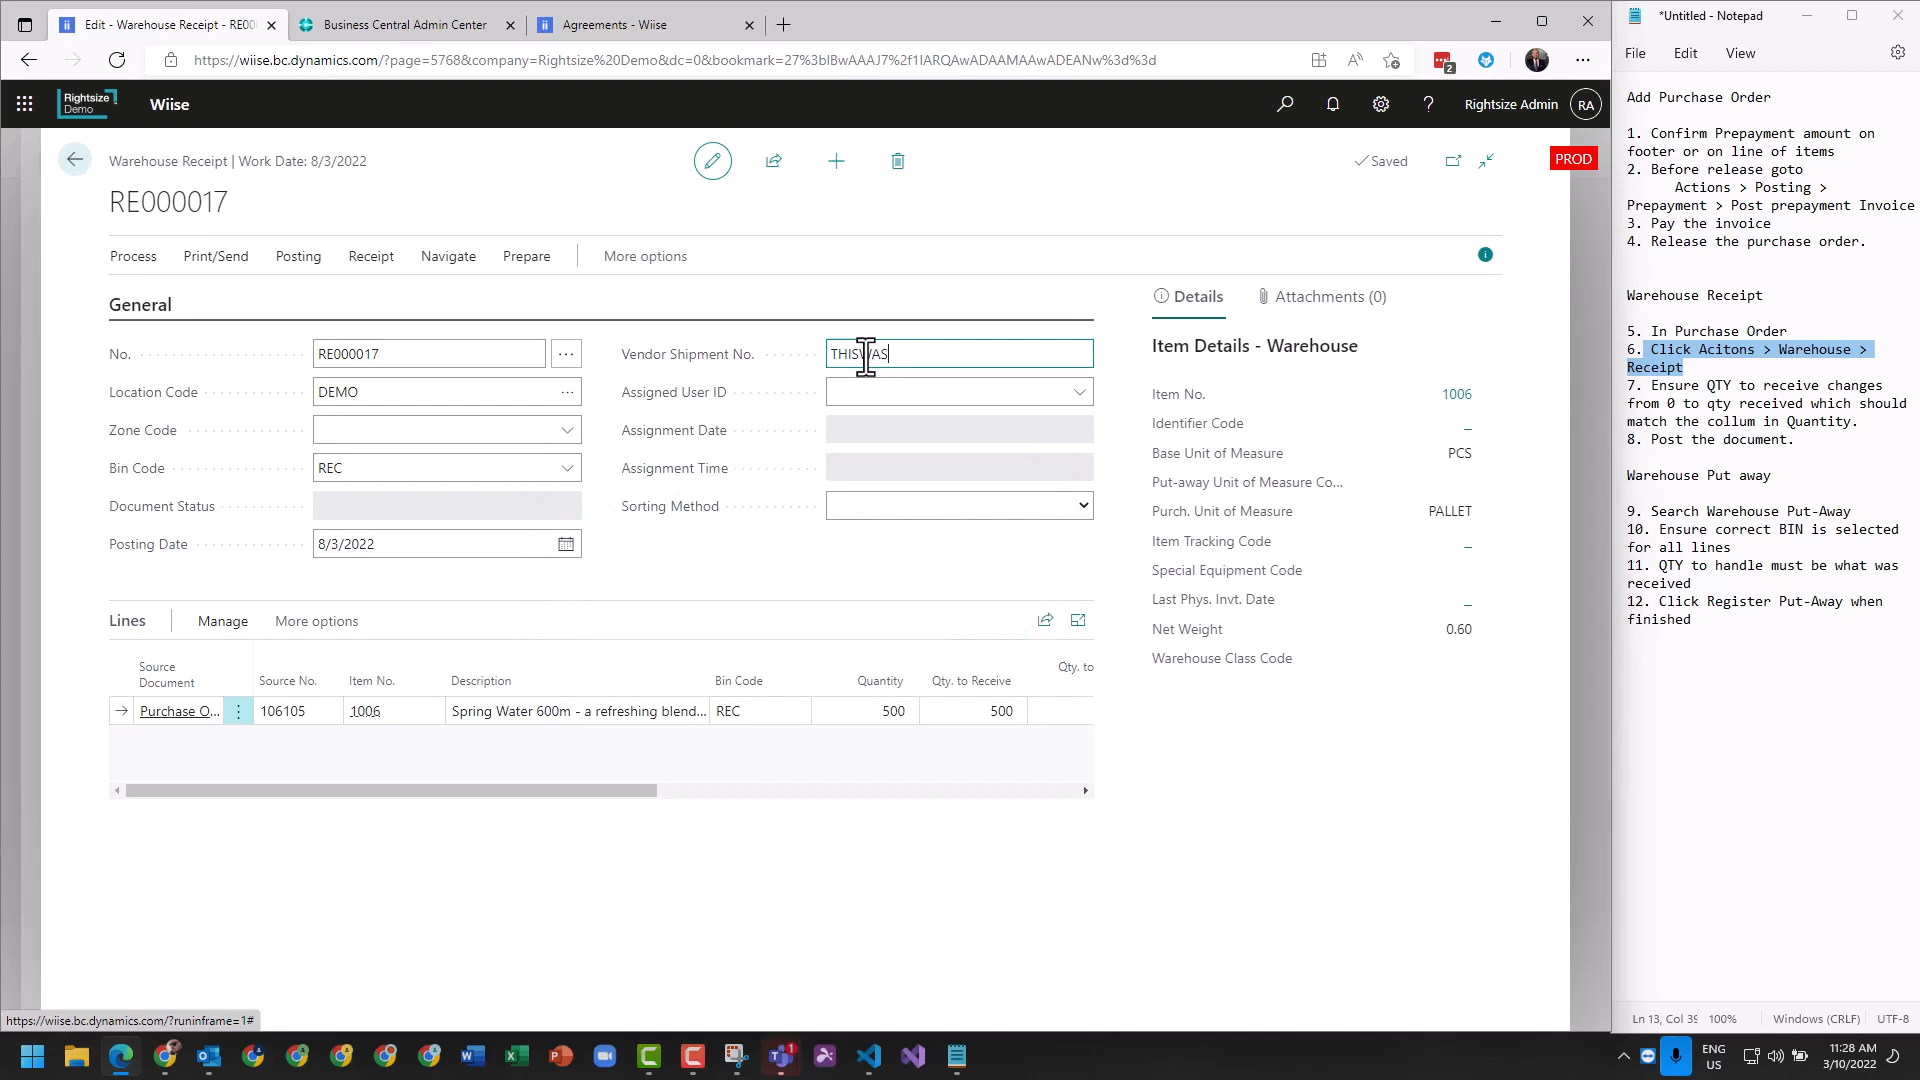 Edit - Warehouse Receipt - RE00
Business Central Admin Center
Agreements - Wiise
*Untitled - Notepad
https://wiise.bc.dynamics.com/?page=5768&company=Rightsize%20Demo&dc=0&bookmark=27%3bIBwAAAJ7%2f1IARQAwADAAMAAwADEANw%3d%3d
2
File
Edit
View
Rightsize
Demo
Wiise
Rightsize Admin
RA
Warehouse Receipt | Work Date: 8/3/2022
Saved
PROD
RE000017
Process
Print/Send
Posting
Receipt
Navigate
Prepare
More options
General
No.
RE000017
Location Code
DEMO
Zone Code
Bin Code
REC
Document Status
Posting Date
8/3/2022
Vendor Shipment No.
THISWAS
Assigned User ID
Assignment Date
Assignment Time
Sorting Method
Lines
Manage
More options
Source
Document
Source No.
Item No.
Description
Bin Code
Quantity
Qty. to Receive
Qty. to
Purchase O...
106105
1006
Spring Water 600m - a refreshing blend...
REC
500
500
Details
Attachments (0)
Item Details - Warehouse
Item No.
1006
Identifier Code
_
Base Unit of Measure
PCS
Put-away Unit of Measure Co...
Purch. Unit of Measure
PALLET
Item Tracking Code
_
Special Equipment Code
Last Phys. Invt. Date
_
Net Weight
0.60
Warehouse Class Code
Add Purchase Order
1. Confirm Prepayment amount on
footer or on line of items
2. Before release goto
Actions > Posting >
Prepayment > Post prepayment Invoice
3. Pay the invoice
4. Release the purchase order.
Warehouse Receipt
5. In Purchase Order
6. Click Acitons > Warehouse >
Receipt
7. Ensure QTY to receive changes
from 0 to qty received which should
match the collum in Quantity.
8. Post the document.
Warehouse Put away
9. Search Warehouse Put-Away
10. Ensure correct BIN is selected
for all lines
11. QTY to handle must be what was
received
12. Click Register Put-Away when
finished
https://wiise.bc.dynamics.com/?runinframe=1#
Ln 13, Col 35
100%
Windows (CRLF)
UTF-8
1
ENG
US
11:28 AM
3/10/2022